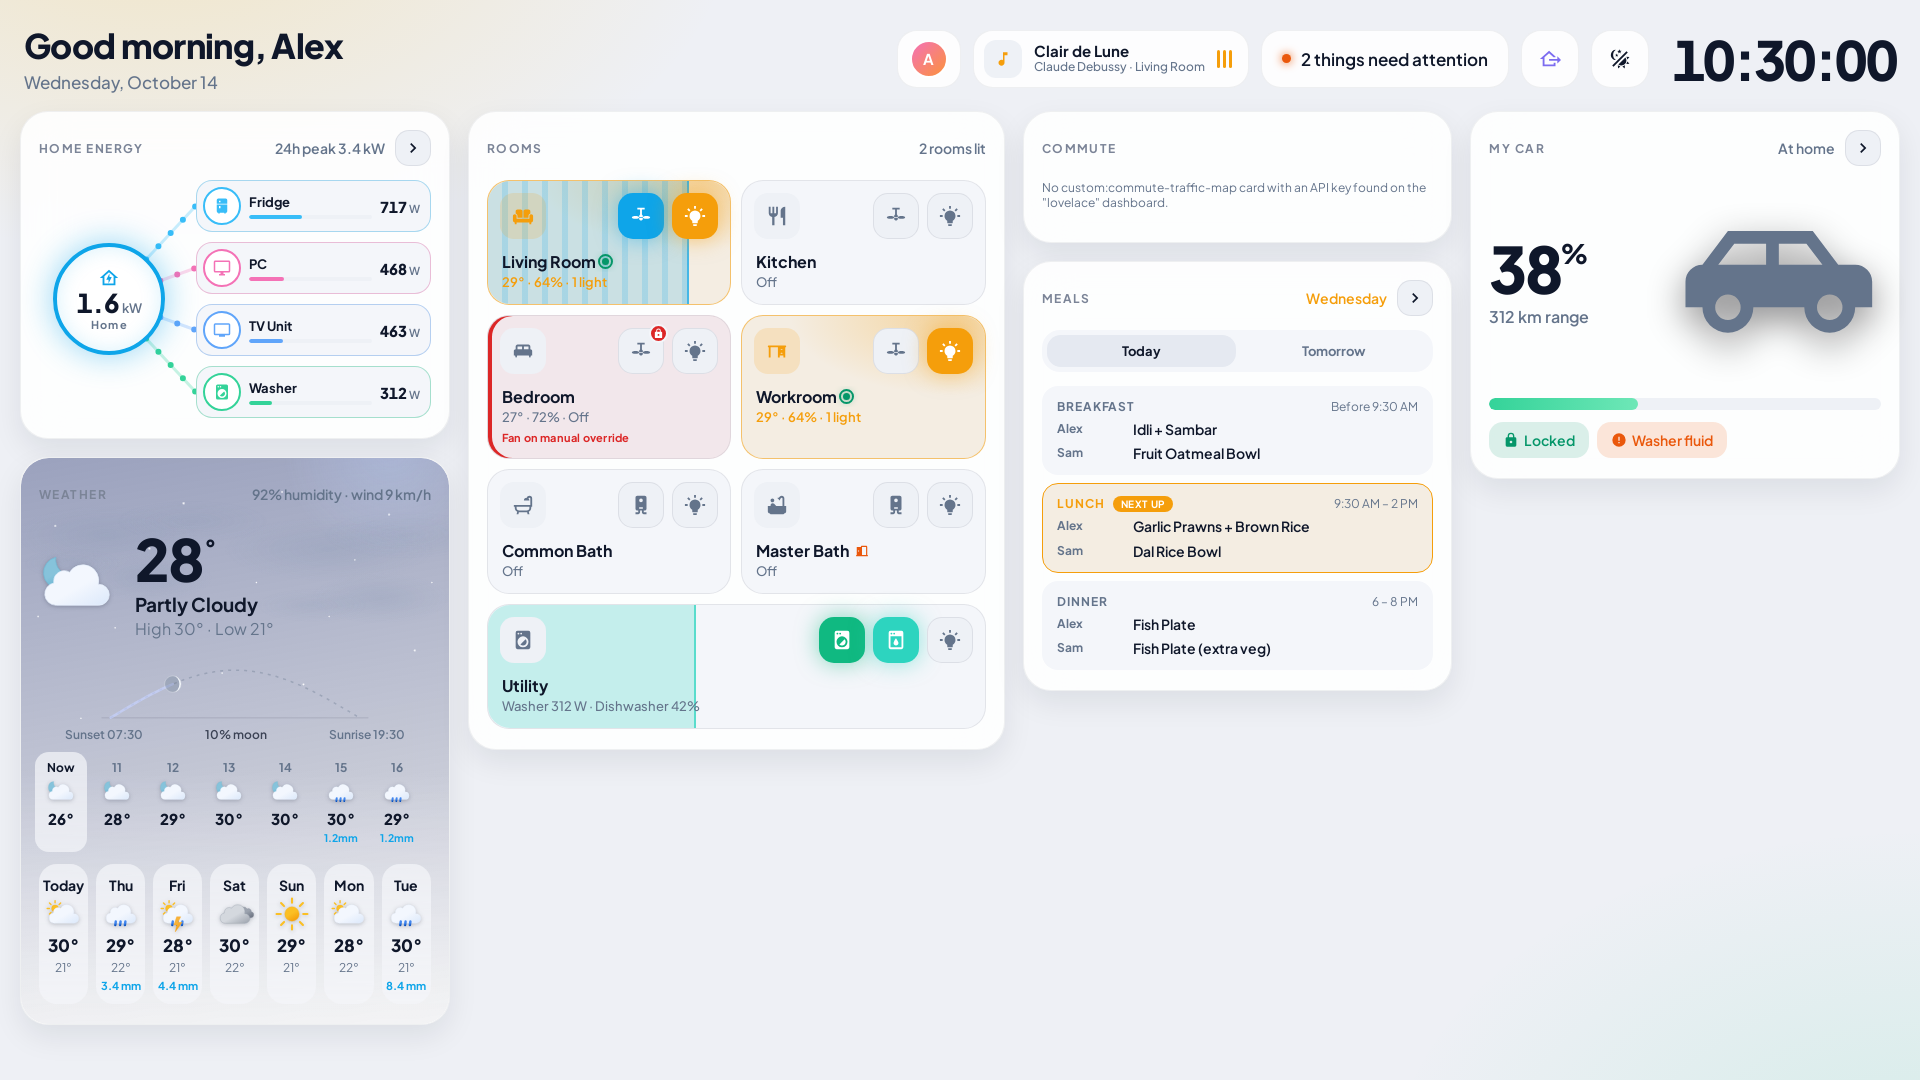 Good morning, Alex
Wednesday, October 14
A
Clair de Lune
Claude Debussy · Living Room
2 things need attention
10:30:00
HOME ENERGY
24h peak 3.4 kW
1.6 kW
Home
Fridge
717 W
PC
468 W
TV Unit
463 W
Washer
312 W
WEATHER
92% humidity · wind 9 km/h
28°
Partly Cloudy
High 30° · Low 21°
Sunset 07:30
10% moon
Sunrise 19:30
Now 11 12 13 14 15 16
26° 28° 29° 30° 30° 30° 29°
1.2mm 1.2mm
Today Thu Fri Sat Sun Mon Tue
30° 29° 28° 30° 29° 28° 30°
21° 22° 21° 22° 21° 22° 21°
3.4 mm 4.4 mm 8.4 mm
ROOMS
2 rooms lit
Living Room
29° · 64% · 1 light
Kitchen
Off
Bedroom
27° · 72% · Off
Fan on manual override
Workroom
29° · 64% · 1 light
Common Bath
Off
Master Bath
Off
Utility
Washer 312 W · Dishwasher 42%
COMMUTE
No custom:commute-traffic-map card with an API key found on the
"lovelace" dashboard.
MEALS
Wednesday
Today
Tomorrow
BREAKFAST
Before 9:30 AM
Alex Idli + Sambar
Sam Fruit Oatmeal Bowl
LUNCH NEXT UP
9:30 AM – 2 PM
Alex Garlic Prawns + Brown Rice
Sam Dal Rice Bowl
DINNER
6 – 8 PM
Alex Fish Plate
Sam Fish Plate (extra veg)
MY CAR
At home
38%
312 km range
Locked
Washer fluid